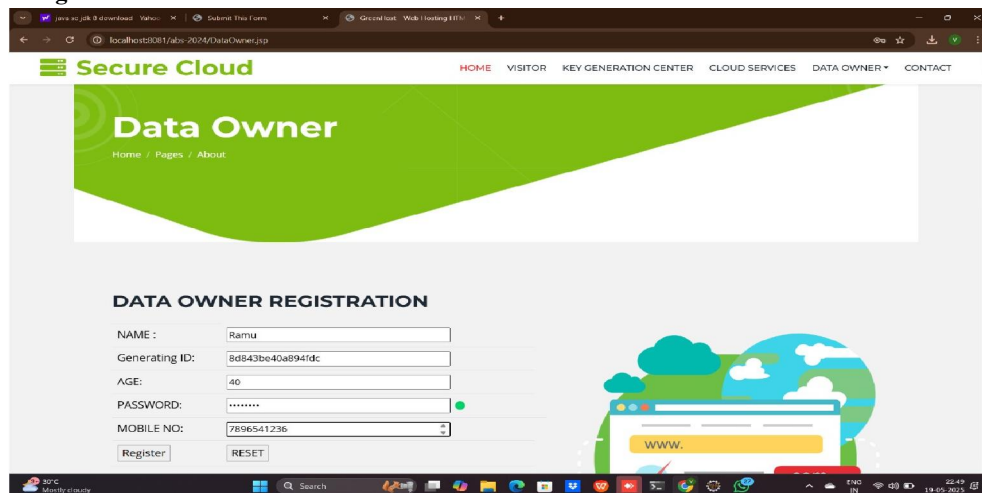 java se jdk 8 download - Yahoo
Submit This Form
GreenHost - Web Hosting HTM
localhost:8081/abs-2024/DataOwner.jsp
Secure Cloud
HOME VISITOR KEY GENERATION CENTER CLOUD SERVICES DATA OWNER CONTACT
Data Owner
Home / Pages / About
DATA OWNER REGISTRATION
NAME : Ramu
Generating ID: 8d843be40a894fdc
AGE: 40
PASSWORD: ········
MOBILE NO: 7896541236
Register RESET
WWW.
30°C
Mostly cloudy
Search
ENG
IN
22:49
19-05-2025